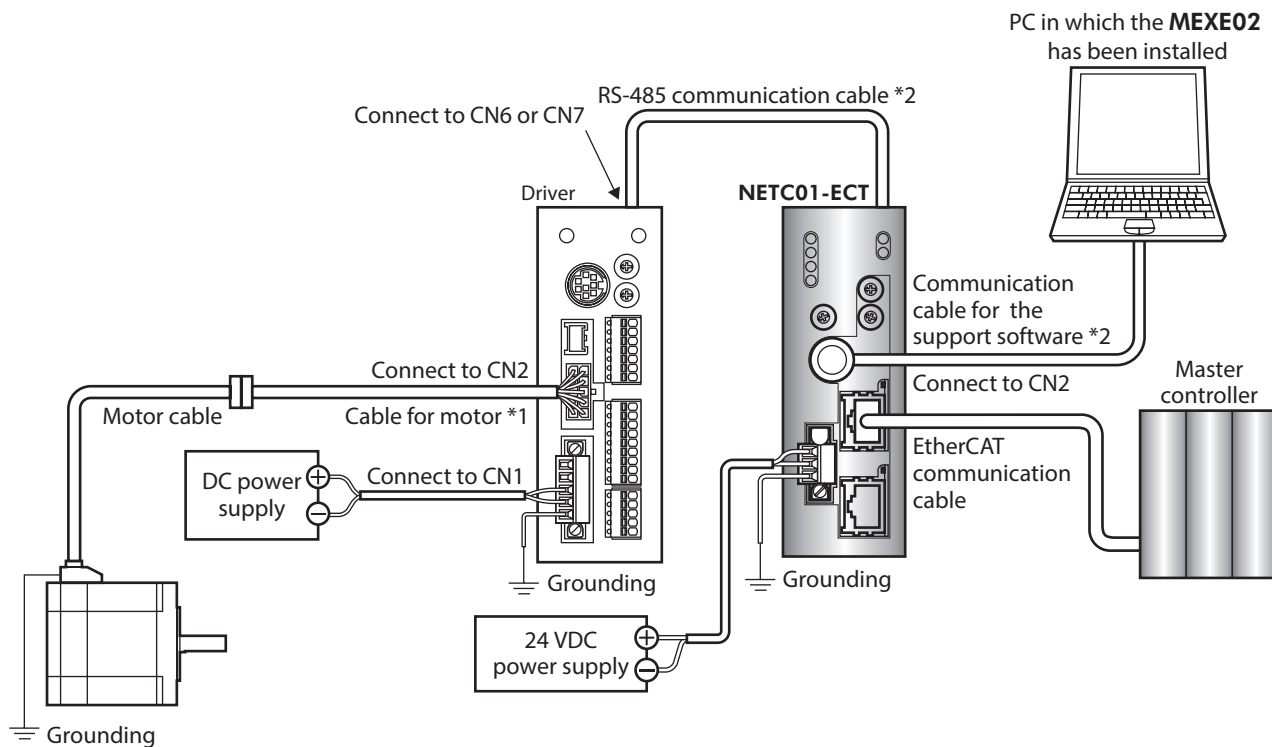 PC in which the MEXE02
has been installed
RS-485 communication cable *2
Connect to CN6 or CN7
Driver
NETC01-ECT
Communication
cable for the
support software *2
Connect to CN2
Connect to CN2
Master
controller
Motor cable
Cable for motor *1
EtherCAT
communication
cable
DC power
supply
+
−
Connect to CN1
Grounding
Grounding
24 VDC
power supply
+
−
Grounding